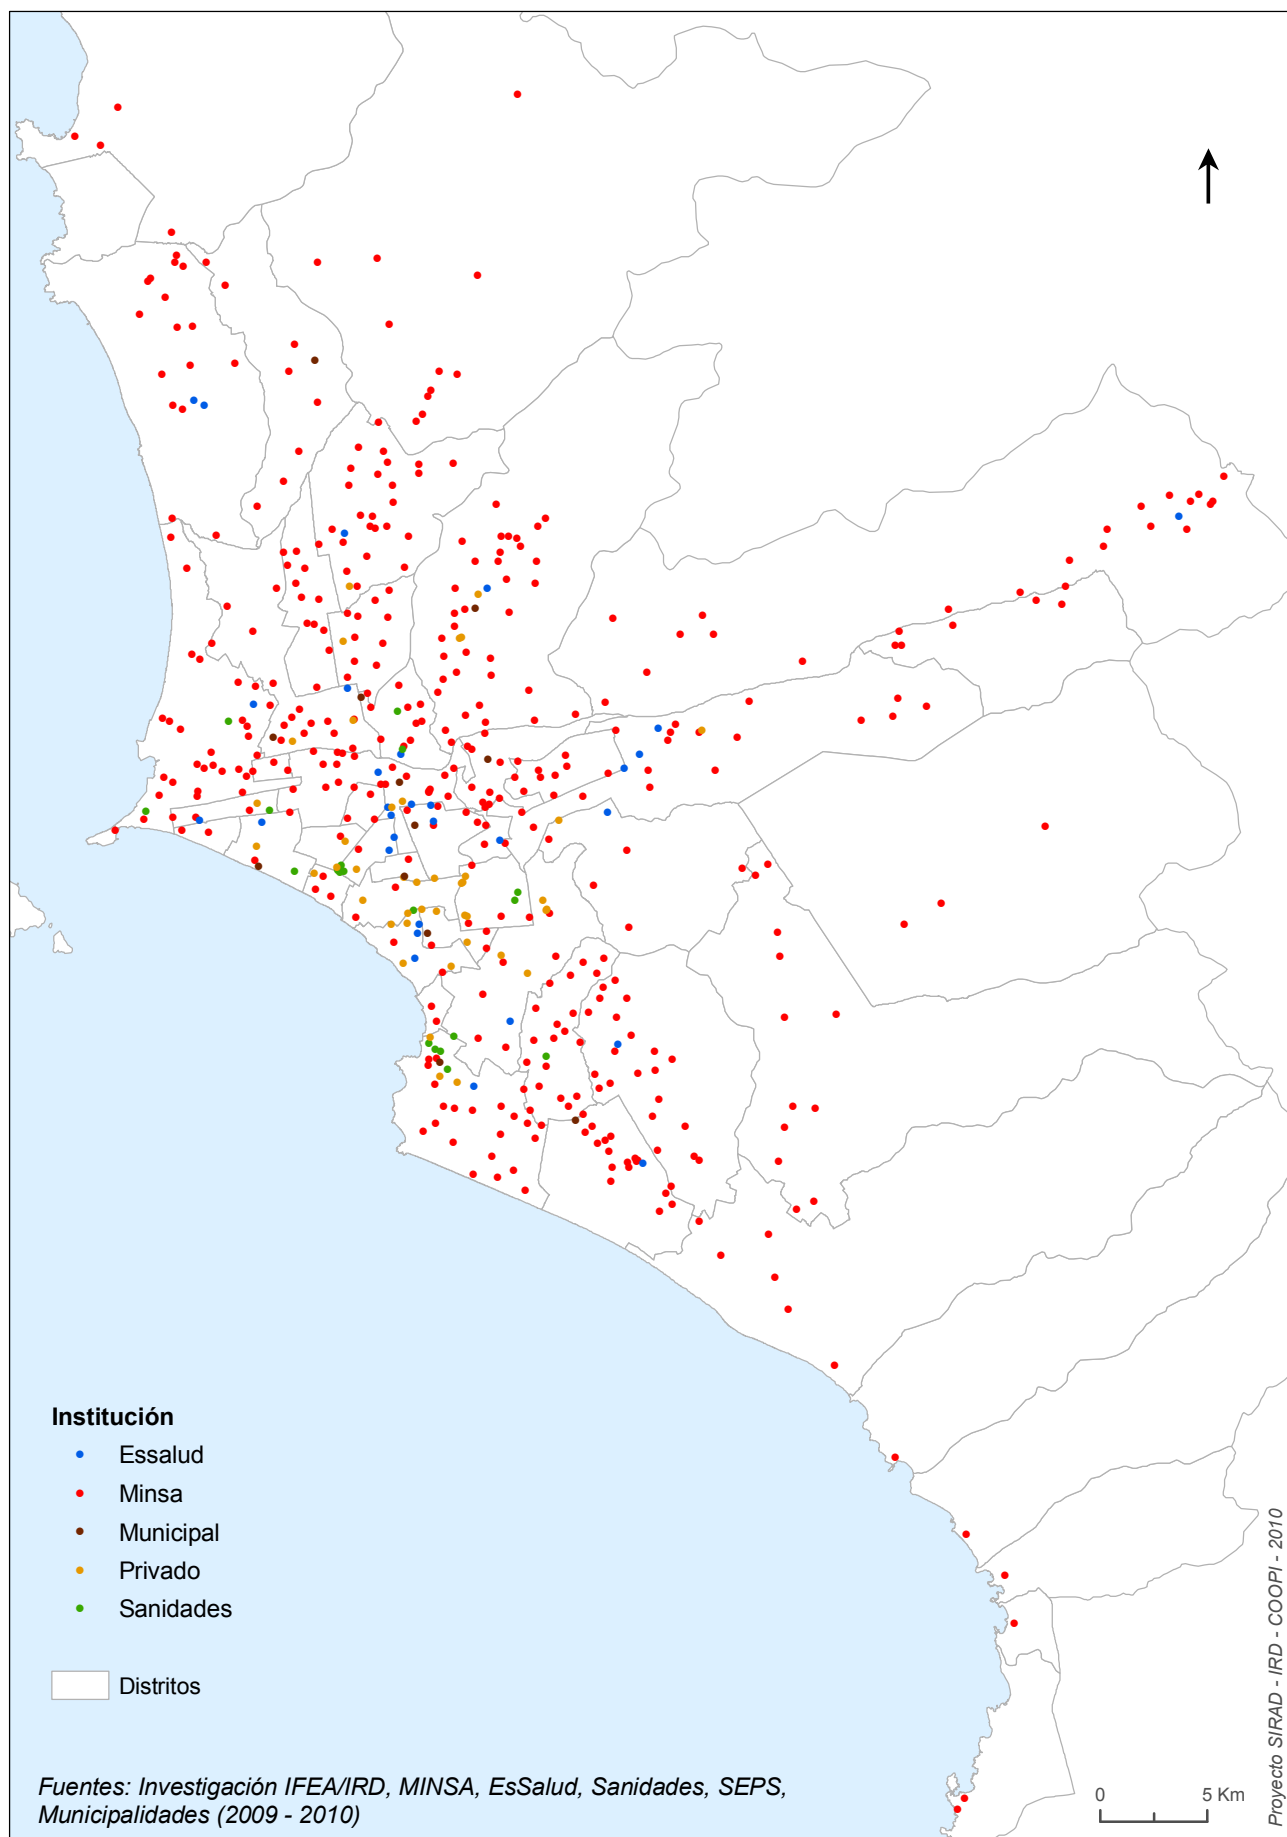 Institución
Essalud
Minsa
Municipal
Privado
Sanidades
Distritos
Fuentes: Investigación IFEA/IRD, MINSA, EsSalud, Sanidades, SEPS,
Municipalidades (2009 - 2010)
0 5 Km
Proyecto SIRAD - IRD - COOPI - 2010